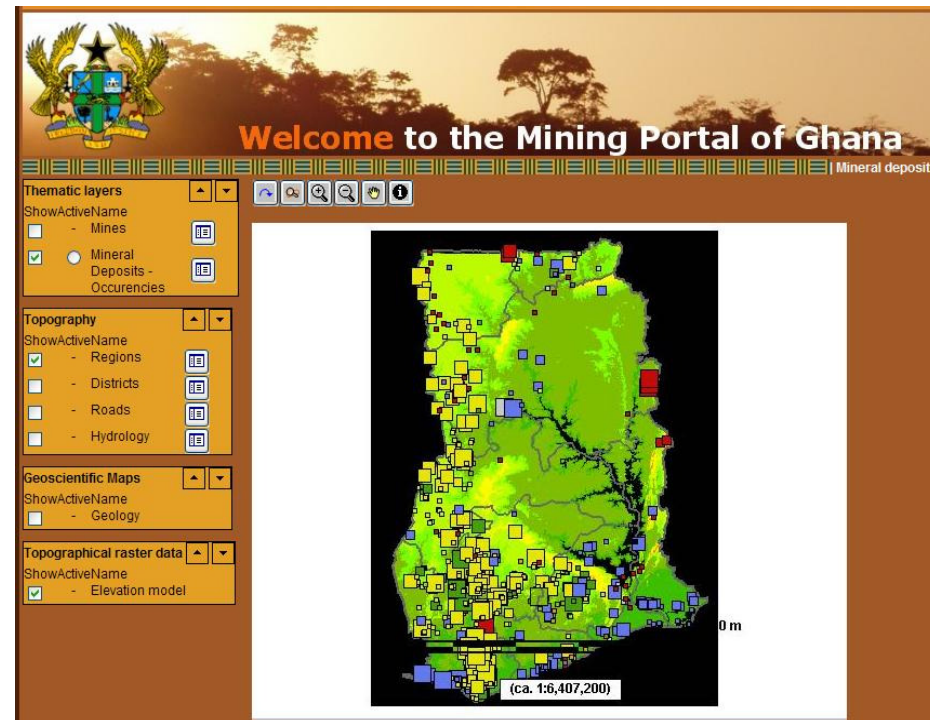 Welcome to the Mining Portal of Ghana
| Mineral deposit
Thematic layers
ShowActiveName
- Mines
- Mineral
Deposits -
Occurencies
Topography
ShowActiveName
- Regions
- Districts
- Roads
- Hydrology
Geoscientific Maps
ShowActiveName
- Geology
Topographical raster data
ShowActiveName
- Elevation model
0 m
(ca. 1:6,407,200)